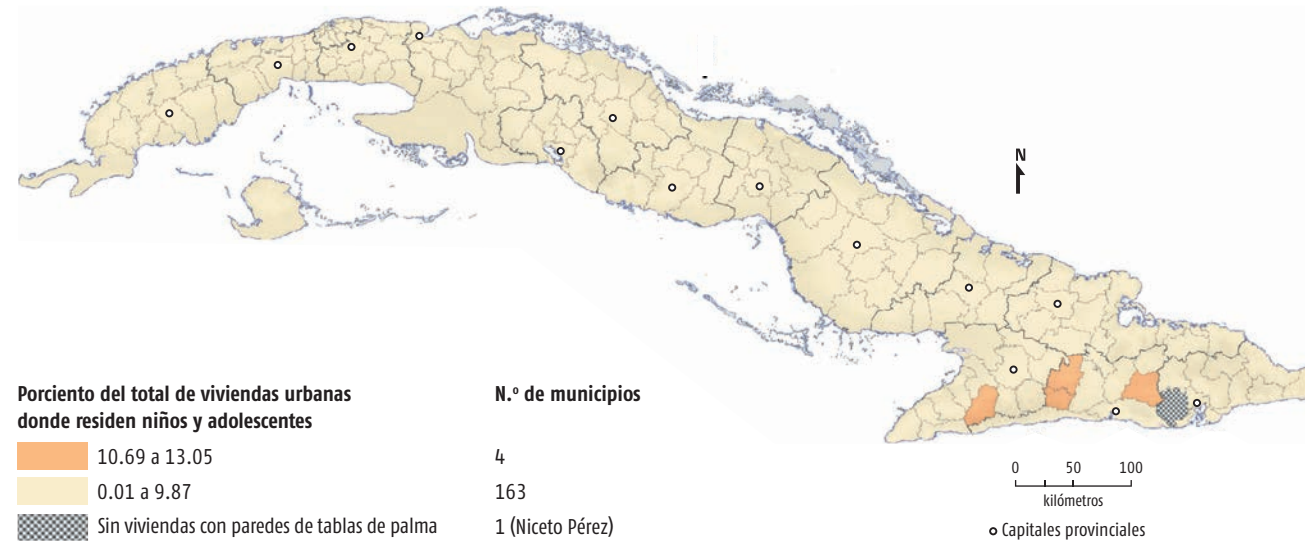 N
Porciento del total de viviendas urbanas
donde residen niños y adolescentes
N.º de municipios
10.69 a 13.05
4
0.01 a 9.87
163
Sin viviendas con paredes de tablas de palma
1 (Niceto Pérez)
0 50 100
kilómetros
Capitales provinciales